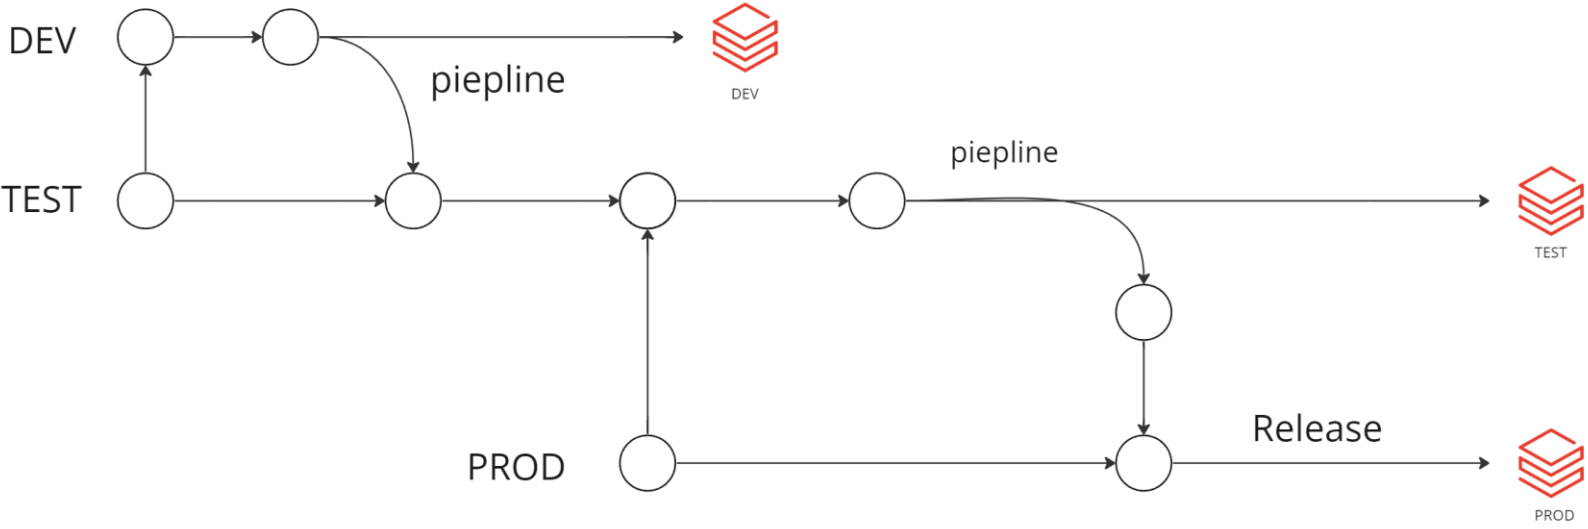 DEV
piepline
DEV
piepline
TEST
TEST
Release
PROD
PROD